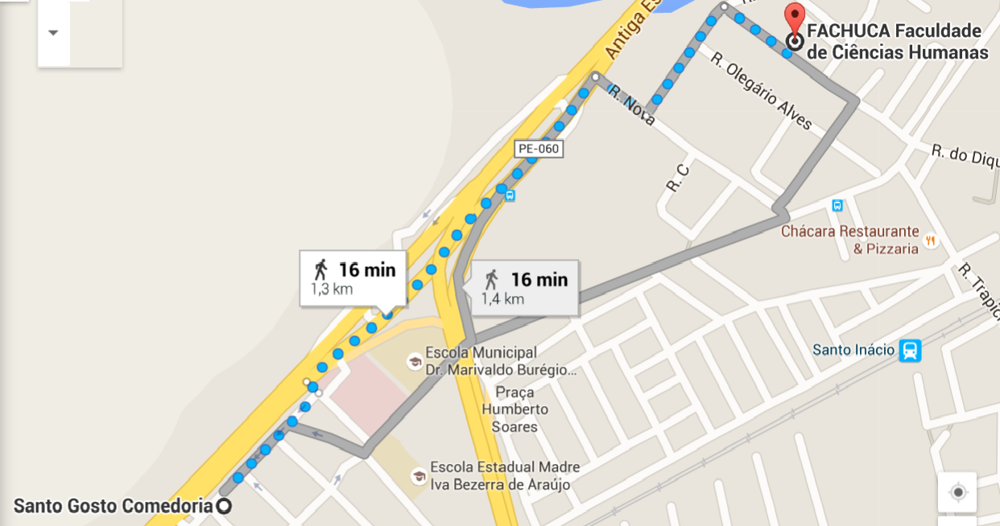 Antiga Es
FACHUCA Faculdade
de Ciências Humanas
R. Olegário Alves
R. Nova
PE-060
R. do Diqu
R. C
Chácara Restaurante
& Pizzaria
16 min
1,3 km
16 min
1,4 km
R. Trapic
Santo Inácio
Escola Municipal
Dr. Marivaldo Burégio...
Praça
Humberto
Soares
Escola Estadual Madre
Iva Bezerra de Araújo
Santo Gosto Comedoria